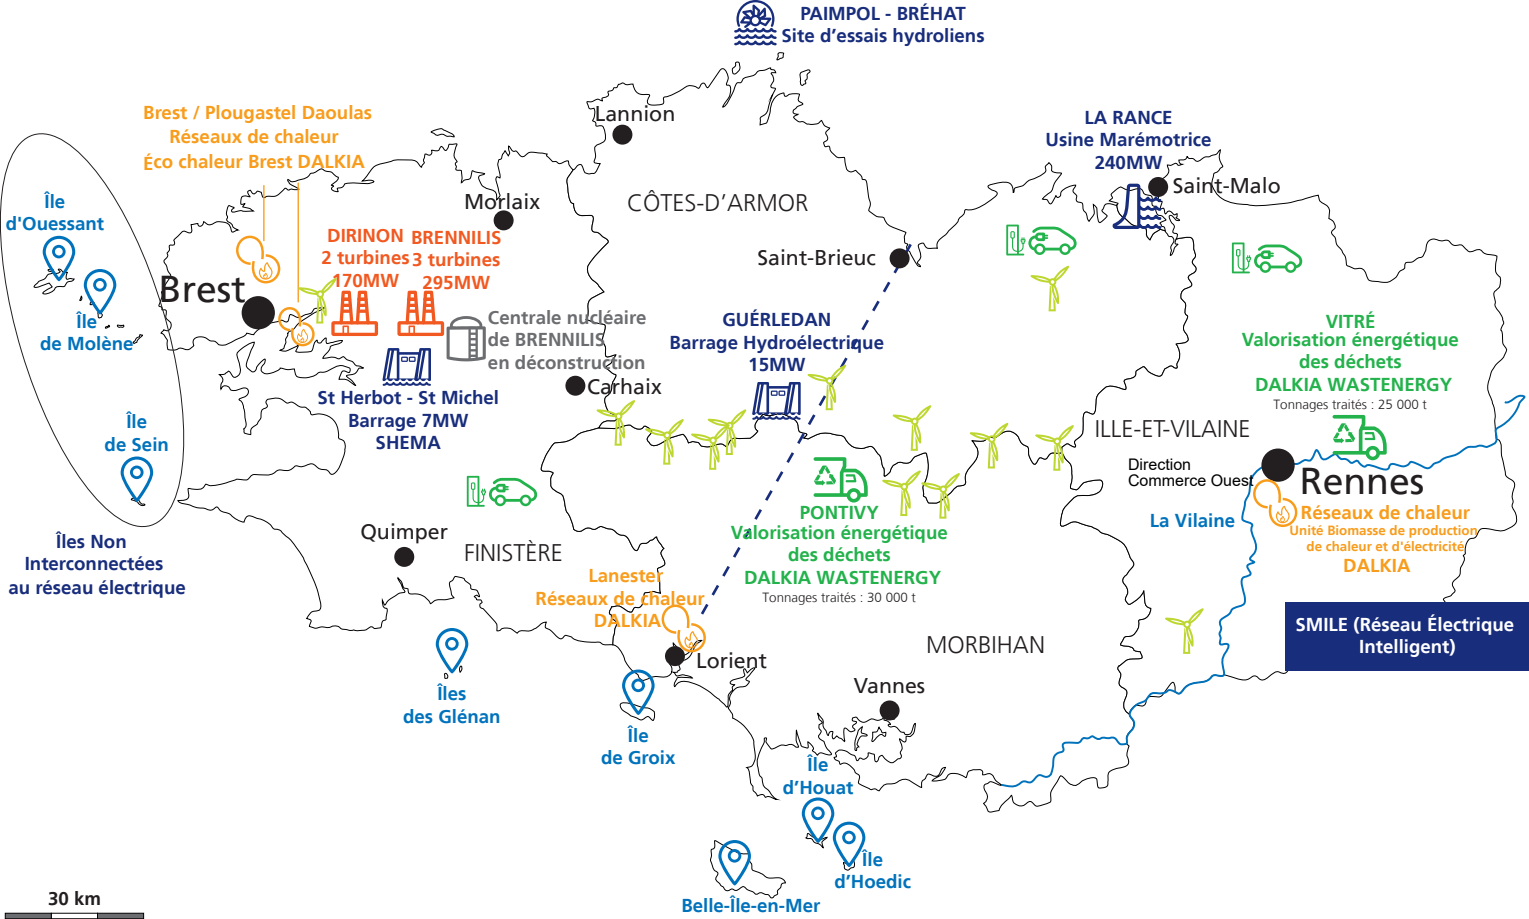 PAIMPOL - BRÉHAT
Site d’essais hydroliens
Brest / Plougastel Daoulas
Réseaux de chaleur
Éco chaleur Brest DALKIA
Lannion
LA RANCE
Usine Marémotrice
240MW
Saint-Malo
Île
d'Ouessant
Morlaix
CÔTES-D’ARMOR
DIRINON
2 turbines
170MW
BRENNILIS
3 turbines
295MW
Saint-Brieuc
Brest
Île
de Molène
Centrale nucléaire
de BRENNILIS
en déconstruction
GUÉRLEDAN
Barrage Hydroélectrique
15MW
VITRÉ
Valorisation énergétique
des déchets
DALKIA WASTENERGY
Tonnages traités : 25 000 t
Carhaix
St Herbot - St Michel
Barrage 7MW
SHEMA
Île
de Sein
ILLE-ET-VILAINE
Direction
Commerce Ouest
Rennes
La Vilaine
Réseaux de chaleur
Unité Biomasse de production
de chaleur et d'électricité
DALKIA
PONTIVY
Valorisation énergétique
des déchets
DALKIA WASTENERGY
Tonnages traités : 30 000 t
Îles Non
Interconnectées
au réseau électrique
Quimper
FINISTÈRE
Lanester
Réseaux de chaleur
DALKIA
SMILE (Réseau Électrique
Intelligent)
MORBIHAN
Lorient
Vannes
Îles
des Glénan
Île
de Groix
Île
d’Houat
Île
d’Hoedic
Belle-Île-en-Mer
30 km